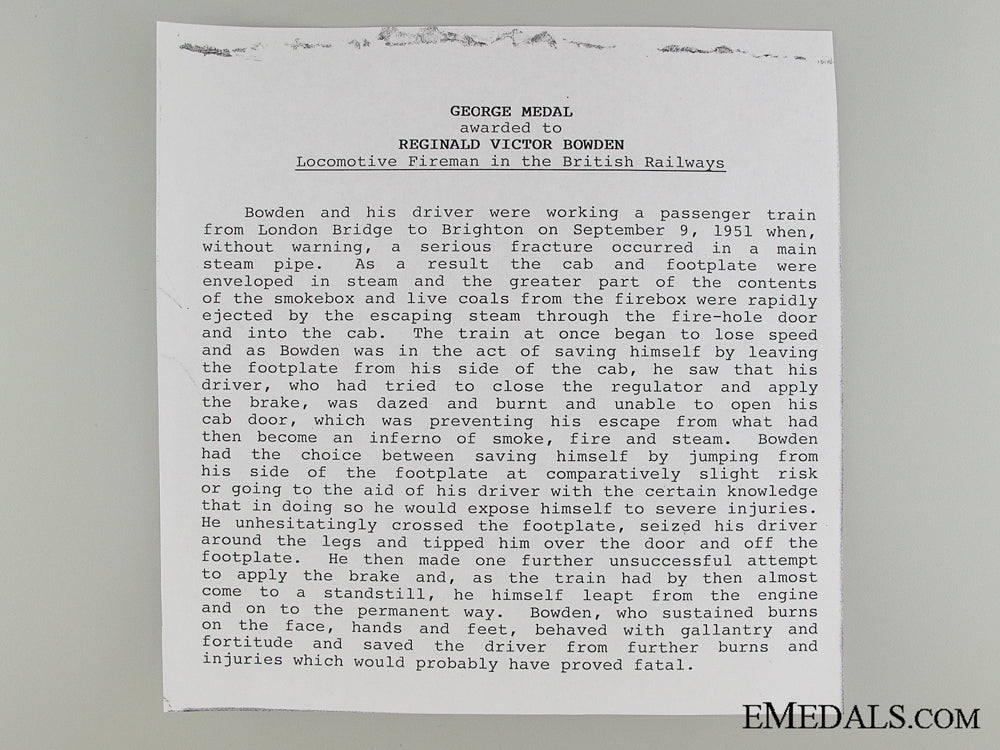 GEORGE MEDAL
awarded to
REGINALD VICTOR BOWDEN
Locomotive Fireman in the British Railways
Bowden and his driver were working a passenger train
from London Bridge to Brighton on September 9, 1951 when,
without warning, a serious fracture occurred in a main
steam pipe. As a result the cab and footplate were
enveloped in steam and the greater part of the contents
of the smokebox and live coals from the firebox were rapidly
ejected by the escaping steam through the fire-hole door
and into the cab. The train at once began to lose speed
and as Bowden was in the act of saving himself by leaving
the footplate from his side of the cab, he saw that his
driver, who had tried to close the regulator and apply
the brake, was dazed and burnt and unable to open his
cab door, which was preventing his escape from what had
then become an inferno of smoke, fire and steam. Bowden
had the choice between saving himself by jumping from
his side of the footplate at comparatively slight risk
or going to the aid of his driver with the certain knowledge
that in doing so he would expose himself to severe injuries.
He unhesitatingly crossed the footplate, seized his driver
around the legs and tipped him over the door and off the
footplate. He then made one further unsuccessful attempt
to apply the brake and, as the train had by then almost
come to a standstill, he himself leapt from the engine
and on to the permanent way. Bowden, who sustained burns
on the face, hands and feet, behaved with gallantry and
fortitude and saved the driver from further burns and
injuries which would probably have proved fatal.
EMEDALS.COM